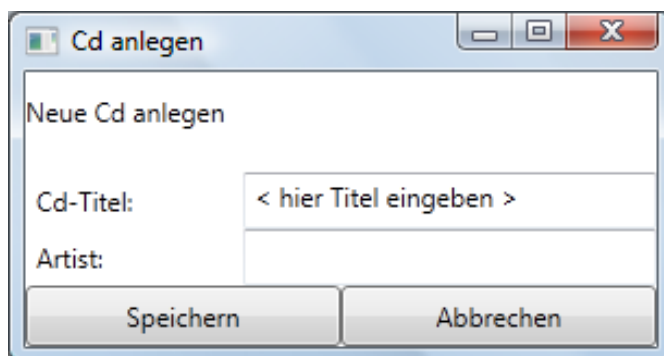 Cd anlegen
Neue Cd anlegen
Cd-Titel: < hier Titel eingeben >
Artist:
Speichern Abbrechen